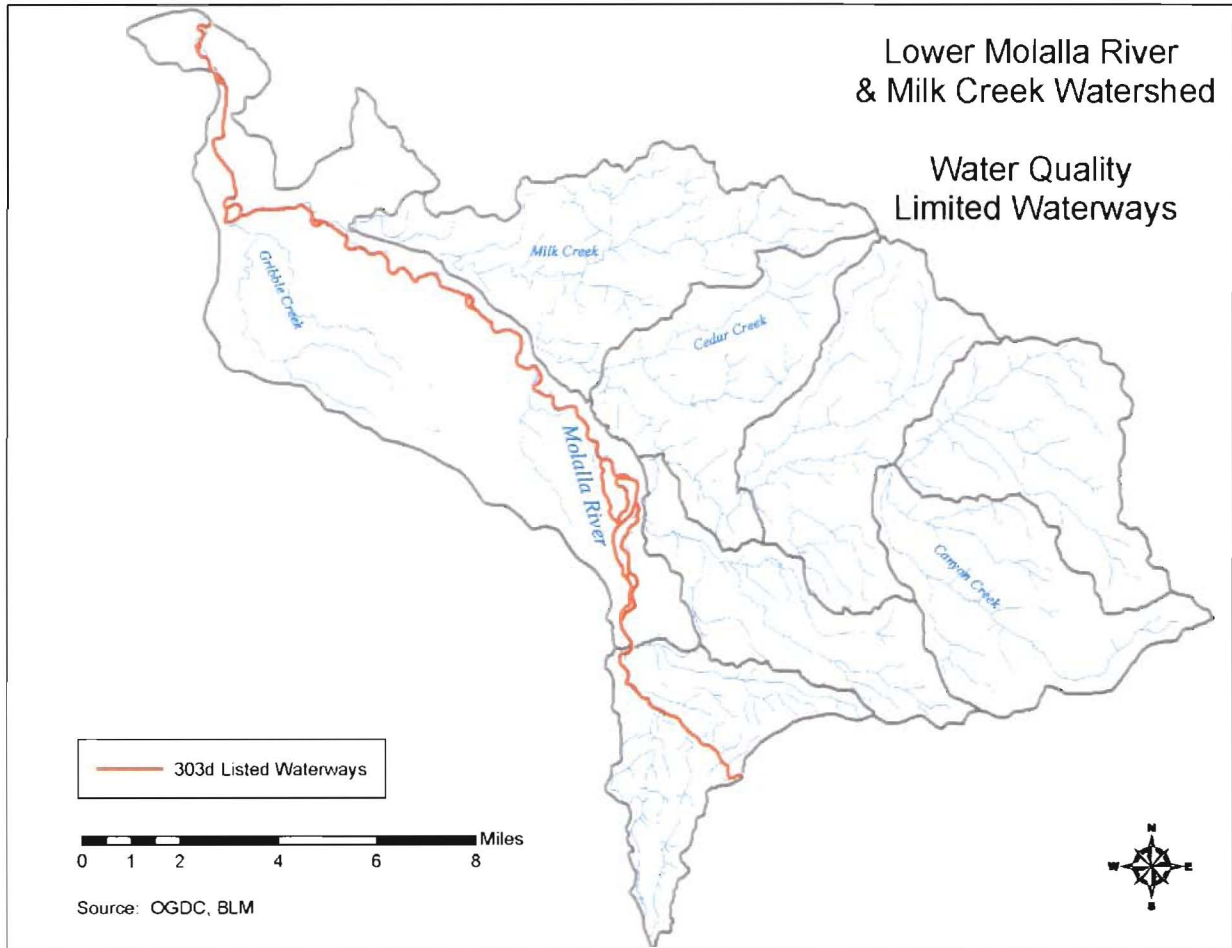 Lower Molalla River
& Milk Creek Watershed
Water Quality
Limited Waterways
Milk Creek
Gribble Creek
Cedur Creek
Molalla River
Canyon Creek
303d Listed Waterways
Miles
0 1 2 4 6 8
Source: OGDC, BLM
N
W E
S